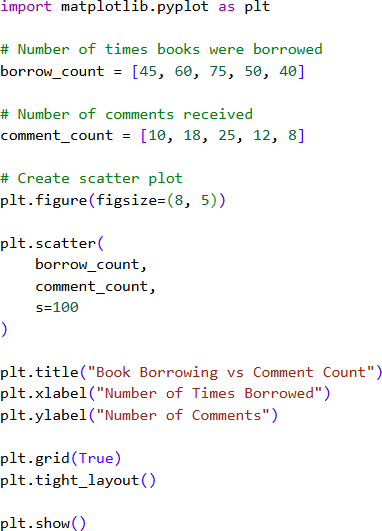 import matplotlib.pyplot as plt

# Number of times books were borrowed
borrow_count = [45, 60, 75, 50, 40]

# Number of comments received
comment_count = [10, 18, 25, 12, 8]

# Create scatter plot
plt.figure(figsize=(8, 5))

plt.scatter(
    borrow_count,
    comment_count,
    s=100
)

plt.title("Book Borrowing vs Comment Count")
plt.xlabel("Number of Times Borrowed")
plt.ylabel("Number of Comments")

plt.grid(True)
plt.tight_layout()

plt.show()